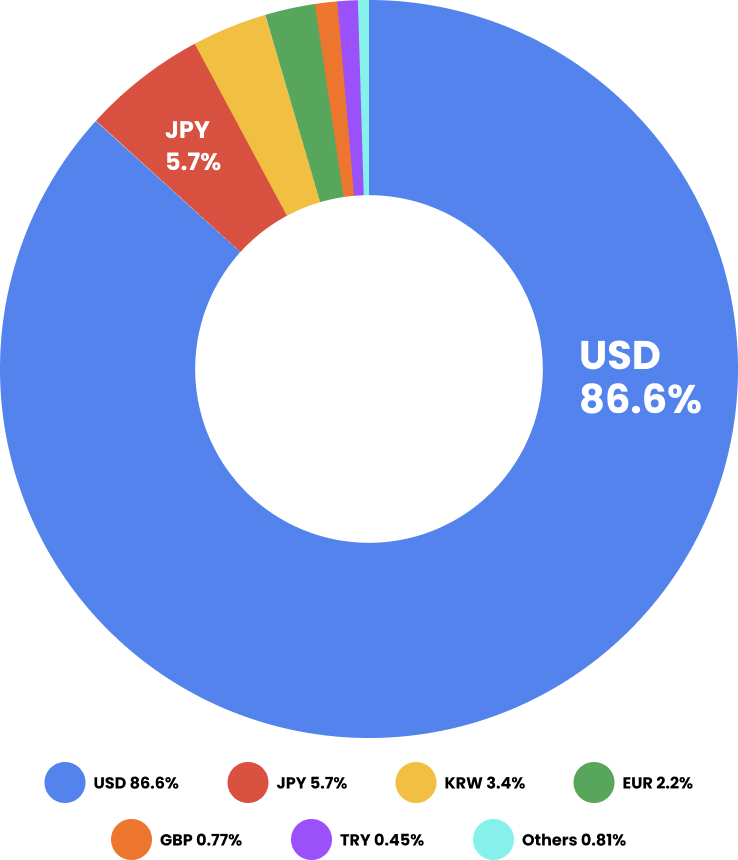 JPY
5.7%
USD
86.6%
USD 86.6%
JPY 5.7%
KRW 3.4%
EUR 2.2%
GBP 0.77%
TRY 0.45%
Others 0.81%